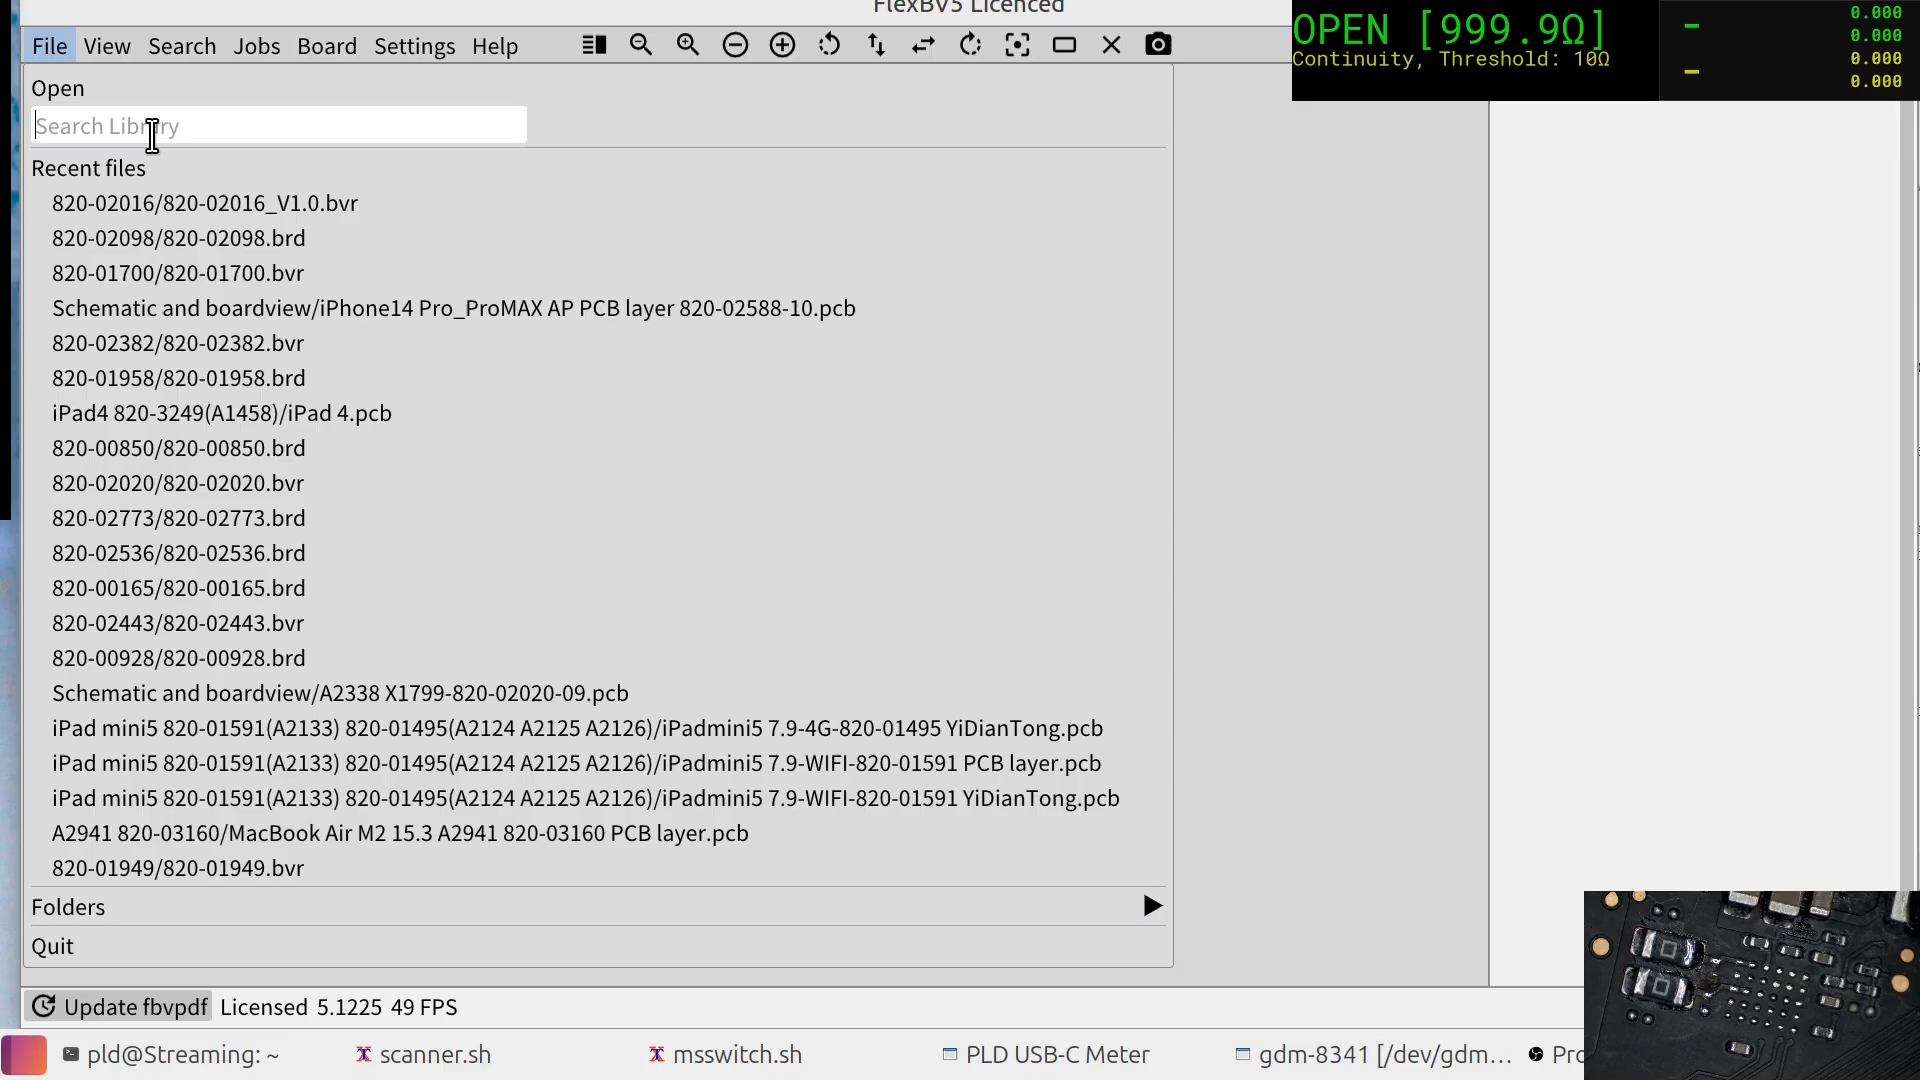 FlexBV5 Licenced
File View Search Jobs Board Settings Help
OPEN [999.9Ω]
Continuity, Threshold: 10Ω
0.000
0.000
0.000
0.000
Open
Search Library
Recent files
820-02016/820-02016_V1.0.bvr
820-02098/820-02098.brd
820-01700/820-01700.bvr
Schematic and boardview/iPhone14 Pro_ProMAX AP PCB layer 820-02588-10.pcb
820-02382/820-02382.bvr
820-01958/820-01958.brd
iPad4 820-3249(A1458)/iPad 4.pcb
820-00850/820-00850.brd
820-02020/820-02020.bvr
820-02773/820-02773.brd
820-02536/820-02536.brd
820-00165/820-00165.brd
820-02443/820-02443.bvr
820-00928/820-00928.brd
Schematic and boardview/A2338 X1799-820-02020-09.pcb
iPad mini5 820-01591(A2133) 820-01495(A2124 A2125 A2126)/iPadmini5 7.9-4G-820-01495 YiDianTong.pcb
iPad mini5 820-01591(A2133) 820-01495(A2124 A2125 A2126)/iPadmini5 7.9-WIFI-820-01591 PCB layer.pcb
iPad mini5 820-01591(A2133) 820-01495(A2124 A2125 A2126)/iPadmini5 7.9-WIFI-820-01591 YiDianTong.pcb
A2941 820-03160/MacBook Air M2 15.3 A2941 820-03160 PCB layer.pcb
820-01949/820-01949.bvr
Folders
Quit
Update fbvpdf Licensed 5.1225 49 FPS
pld@Streaming: ~ scanner.sh msswitch.sh PLD USB-C Meter gdm-8341 [/dev/gdm... Pro